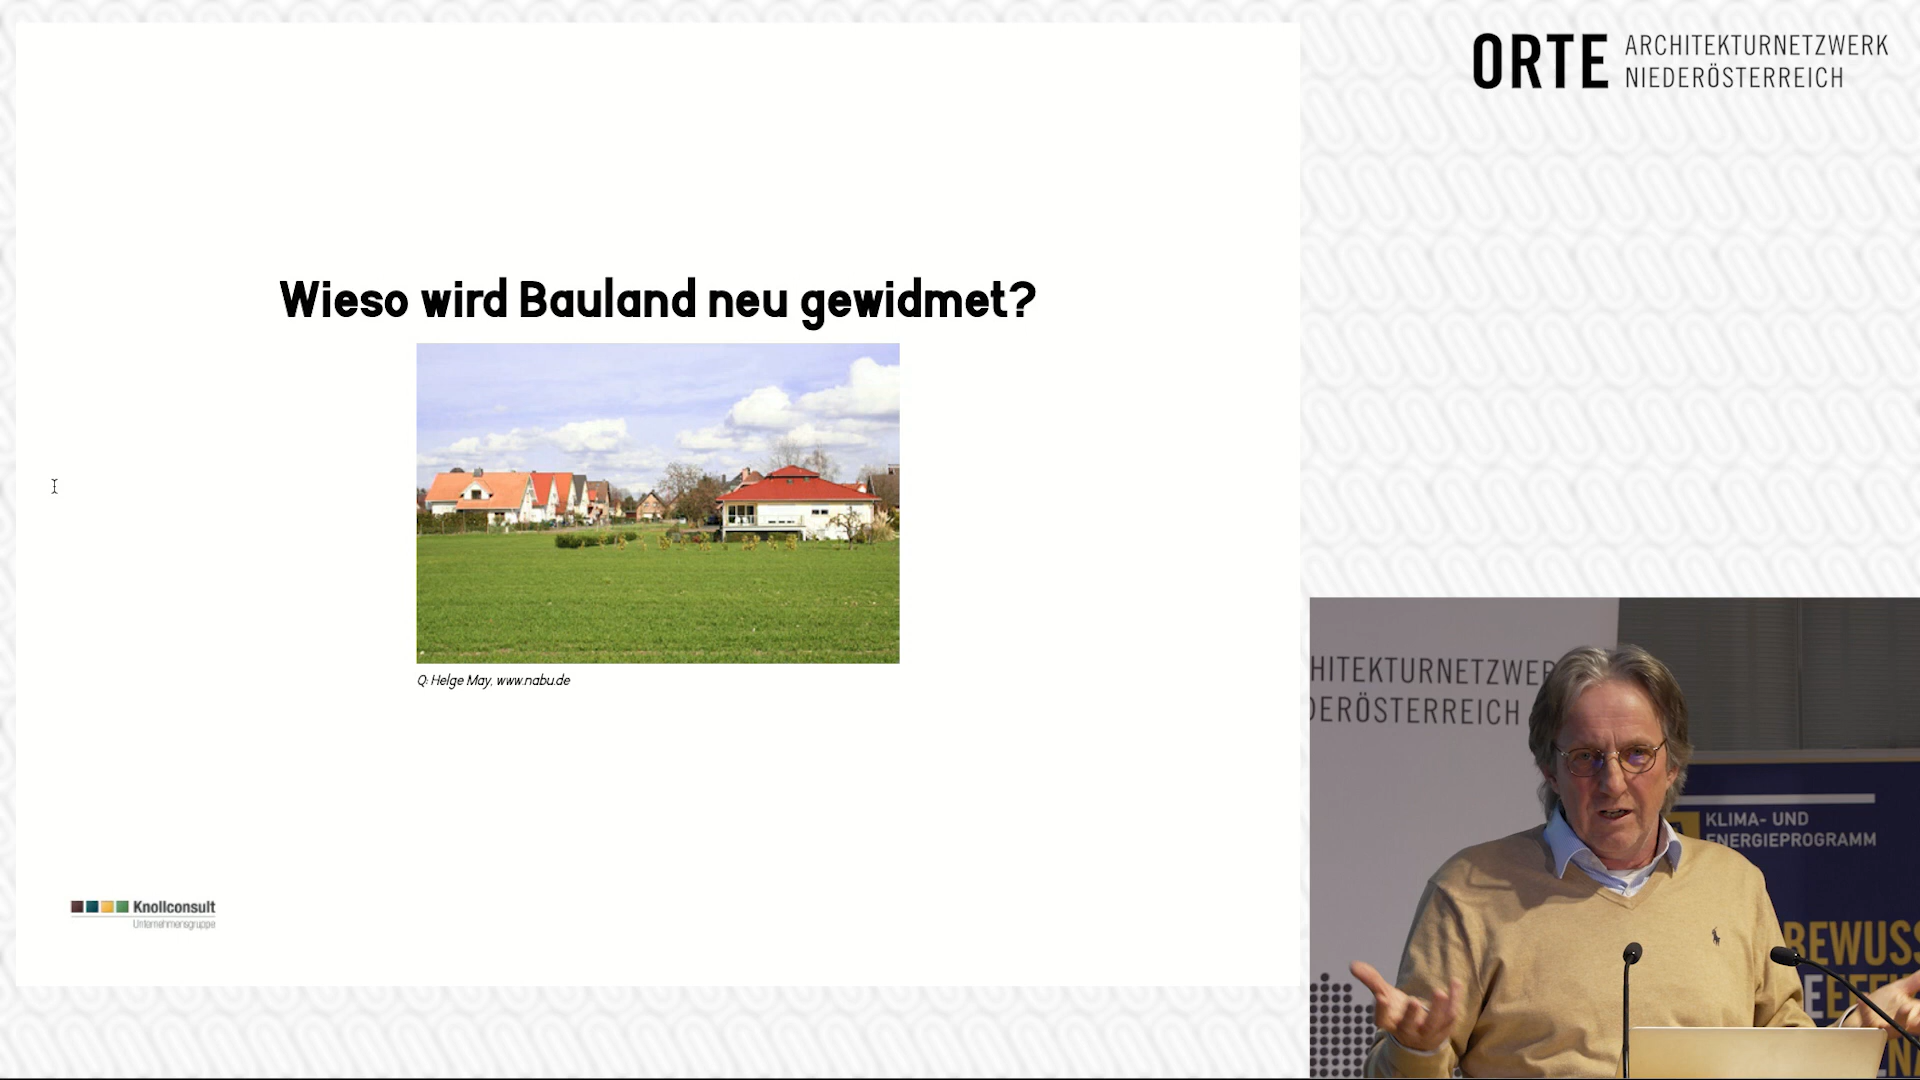 ORTE ARCHITEKTURNETZWERK
NIEDERÖSTERREICH
Wieso wird Bauland neu gewidmet?
Q: Helge May, www.nabu.de
Knollconsult
Unternehmensgruppe
HITEKTURNETZWER
DERÖSTERREICH
KLIMA- UND
ENERGIEPROGRAMM
BEWUSS